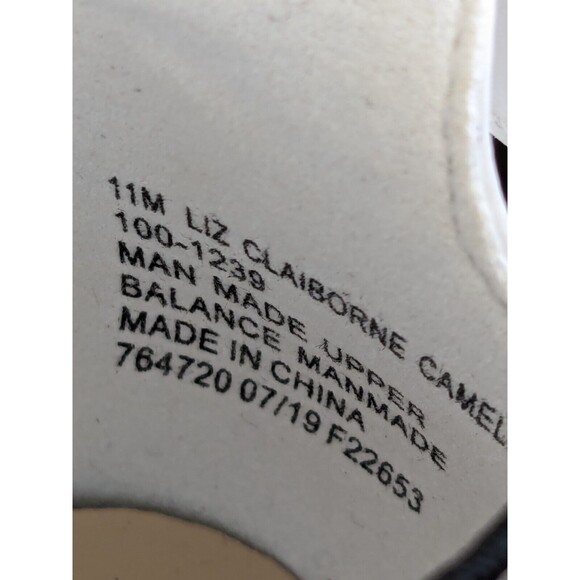 11M LIZ CLAIBORNE CAMEL
100-1239
MAN MADE UPPER
BALANCE MANMADE
MADE IN CHINA
764720 07/19 F22653